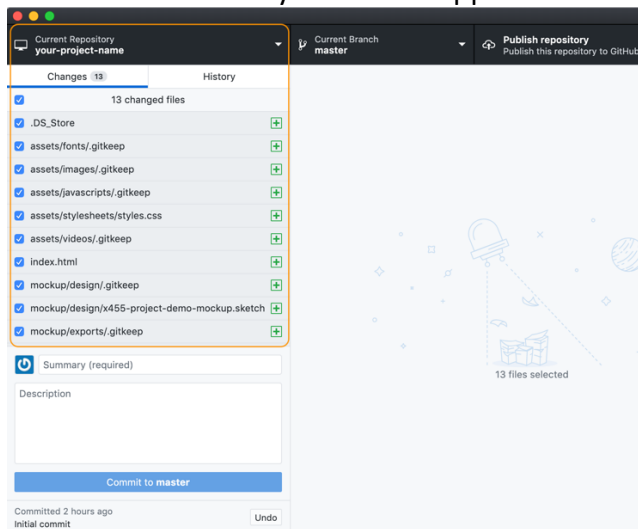 Current Repository
your-project-name
Current Branch
master
Publish repository
Publish this repository to GitHub
Changes 13
History
13 changed files
.DS_Store
assets/fonts/.gitkeep
assets/images/.gitkeep
assets/javascripts/.gitkeep
assets/stylesheets/styles.css
assets/videos/.gitkeep
index.html
mockup/design/.gitkeep
mockup/design/x455-project-demo-mockup.sketch
mockup/exports/.gitkeep
Summary (required)
Description
Commit to master
Committed 2 hours ago
Initial commit
Undo
13 files selected